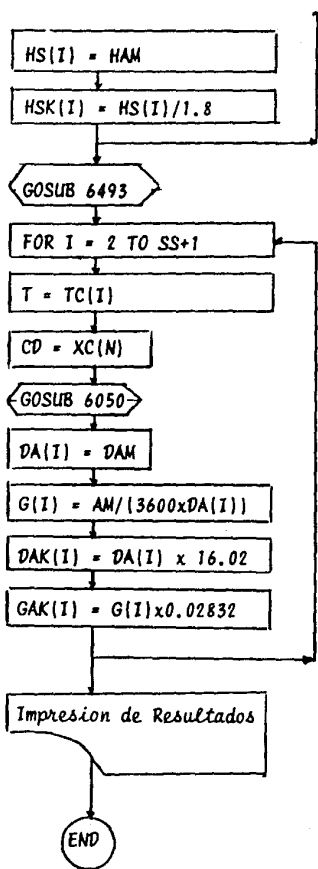 HS(I) = HAM
HSK(I) = HS(I)/1.8
GOSUB 6493
FOR I = 2 TO SS+1
T = TC(I)
CD = XC(N)
GOSUB 6050
DA(I) = DAM
G(I) = AM/(3600xDA(I))
DAK(I) = DA(I) x 16.02
GAK(I) = G(I)x0.02832
Impresion de Resultados
END